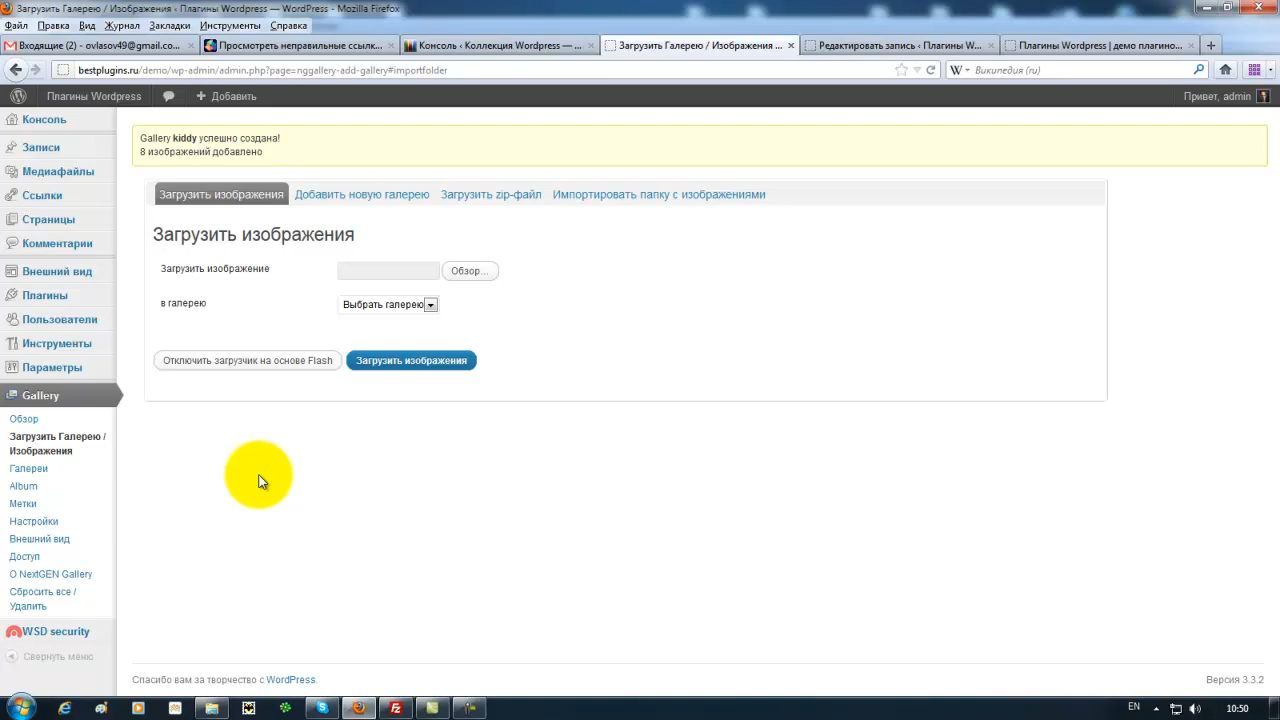 Загрузить Галерею / Изображения ‹ Плагины Wordpress — WordPress - Mozilla Firefox
Файл Правка Вид Журнал Закладки Инструменты Справка
Входящие (2) - ovlasov49@gmail.co...
Просмотреть неправильные ссылк...
Консоль ‹ Коллекция Wordpress — ...
Загрузить Галерею / Изображения ...
Редактировать запись ‹ Плагины W...
Плагины Wordpress | демо плагино...
bestplugins.ru/demo/wp-admin/admin.php?page=nggallery-add-gallery#importfolder
Википедия (ru)
Плагины Wordpress
Добавить
Привет, admin
Консоль
Записи
Медиафайлы
Ссылки
Страницы
Комментарии
Внешний вид
Плагины
Пользователи
Инструменты
Параметры
Gallery
Обзор
Загрузить Галерею /
Изображения
Галереи
Album
Метки
Настройки
Внешний вид
Доступ
О NextGEN Gallery
Сбросить все /
Удалить
WSD security
Свернуть меню
Gallery kiddy успешно создана!
8 изображений добавлено
Загрузить изображения Добавить новую галерею Загрузить zip-файл Импортировать папку с изображениями
Загрузить изображения
Загрузить изображение
Обзор...
в галерею
Выбрать галерею
Отключить загрузчик на основе Flash
Загрузить изображения
Спасибо вам за творчество с WordPress.
Версия 3.3.2
EN
10:50